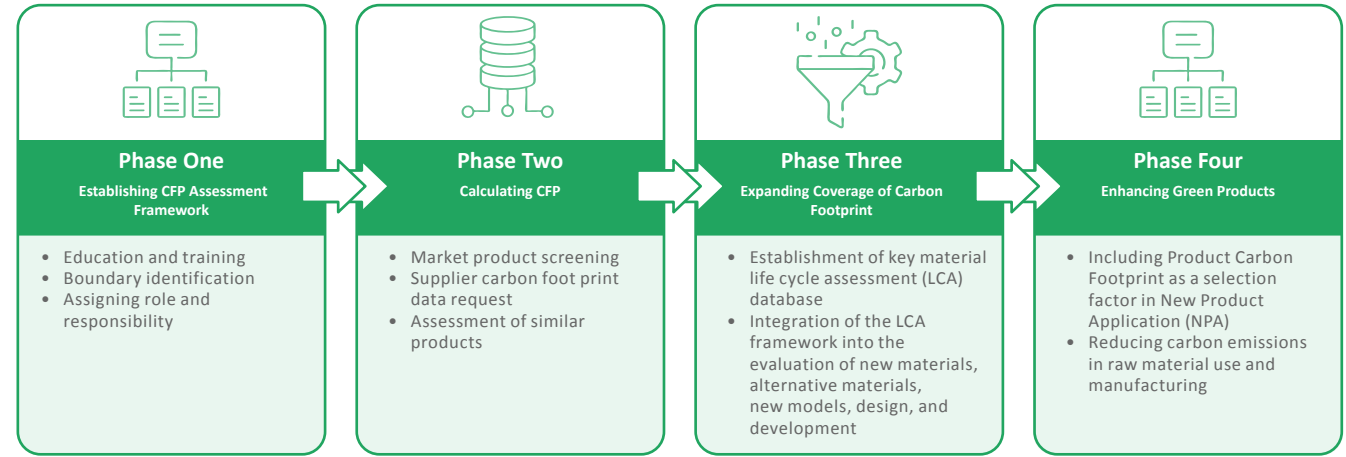 Phase One
Establishing CFP Assessment
Framework
• Education and training
• Boundary identification
• Assigning role and
responsibility
Phase Two
Calculating CFP
• Market product screening
• Supplier carbon foot print
data request
• Assessment of similar
products
Phase Three
Expanding Coverage of Carbon
Footprint
• Establishment of key material
life cycle assessment (LCA)
database
• Integration of the LCA
framework into the
evaluation of new materials,
alternative materials,
new models, design, and
development
Phase Four
Enhancing Green Products
• Including Product Carbon
Footprint as a selection
factor in New Product
Application (NPA)
• Reducing carbon emissions
in raw material use and
manufacturing